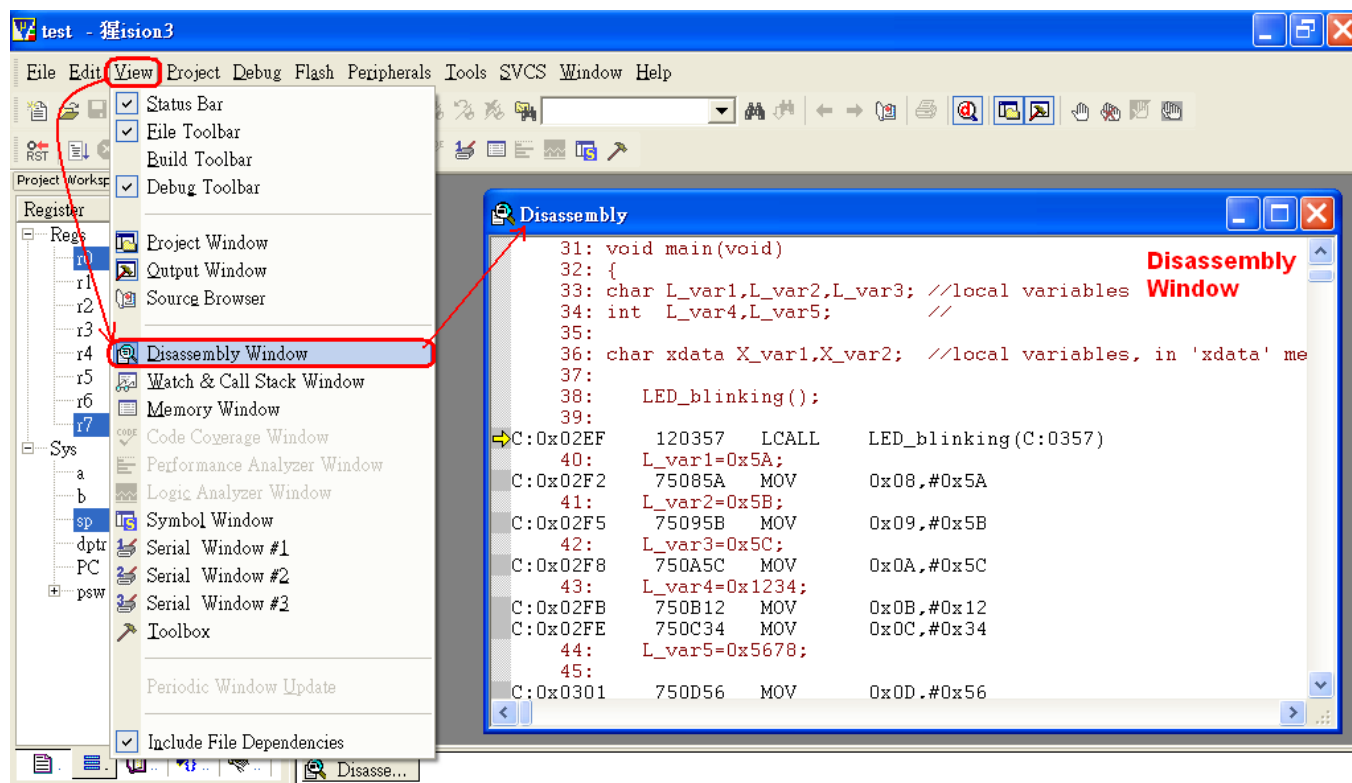 test - 猩ision3
File Edit View Project Debug Flash Peripherals Tools SVCS Window Help
RST
Project Worksp
Register
Regs
r0
r1
r2
r3
r4
r5
r6
r7
Sys
a
b
sp
dptr
PC
psw
Status Bar
File Toolbar
Build Toolbar
Debug Toolbar
Project Window
Output Window
Source Browser
Disassembly Window
Watch & Call Stack Window
Memory Window
CODE Code Coverage Window
Performance Analyzer Window
Logic Analyzer Window
Symbol Window
Serial Window #1
Serial Window #2
Serial Window #3
Toolbox
Periodic Window Update
Include File Dependencies
Disassembly
31: void main(void)
32: {
33: char L_var1,L_var2,L_var3; //local variables
34: int L_var4,L_var5; //
35:
36: char xdata X_var1,X_var2; //local variables, in 'xdata' me
37:
38: LED_blinking();
39:
C:0x02EF 120357 LCALL LED_blinking(C:0357)
40: L_var1=0x5A;
C:0x02F2 75085A MOV 0x08,#0x5A
41: L_var2=0x5B;
C:0x02F5 75095B MOV 0x09,#0x5B
42: L_var3=0x5C;
C:0x02F8 750A5C MOV 0x0A,#0x5C
43: L_var4=0x1234;
C:0x02FB 750B12 MOV 0x0B,#0x12
C:0x02FE 750C34 MOV 0x0C,#0x34
44: L_var5=0x5678;
45:
C:0x0301 750D56 MOV 0x0D,#0x56
Disassembly
Window
Disasse...